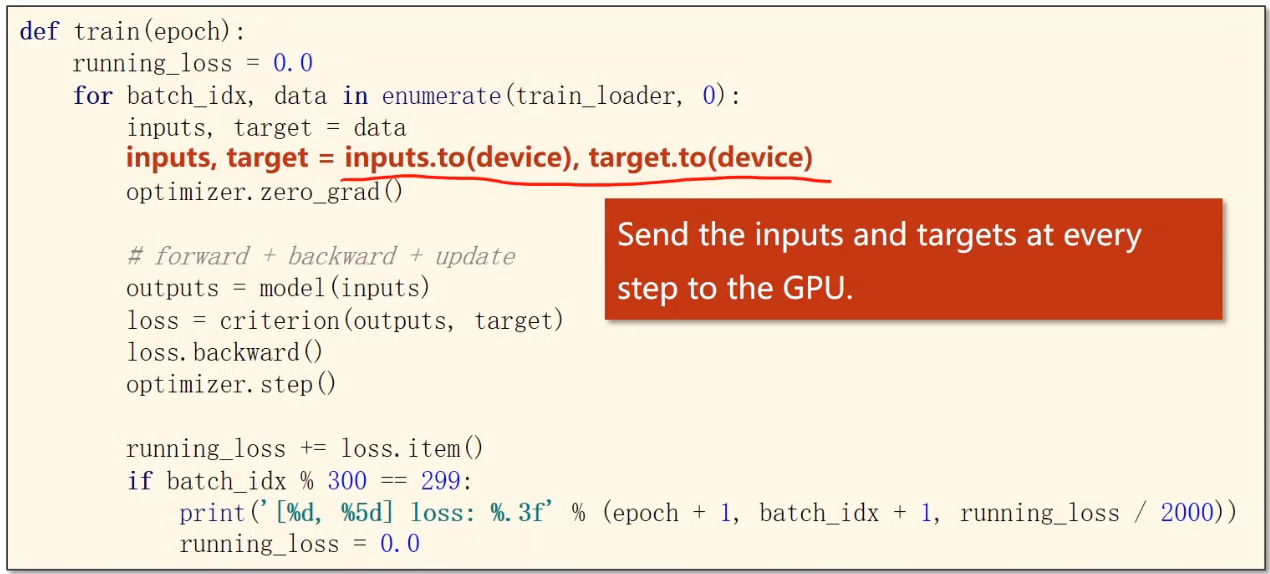 def train(epoch):
    running_loss = 0.0
    for batch_idx, data in enumerate(train_loader, 0):
        inputs, target = data
        inputs, target = inputs.to(device), target.to(device)
        optimizer.zero_grad()
        # forward + backward + update
        outputs = model(inputs)
        loss = criterion(outputs, target)
        loss.backward()
        optimizer.step()
        running_loss += loss.item()
        if batch_idx % 300 == 299:
            print('[%d, %5d] loss: %.3f' % (epoch + 1, batch_idx + 1, running_loss / 2000))
            running_loss = 0.0
Send the inputs and targets at every
step to the GPU.